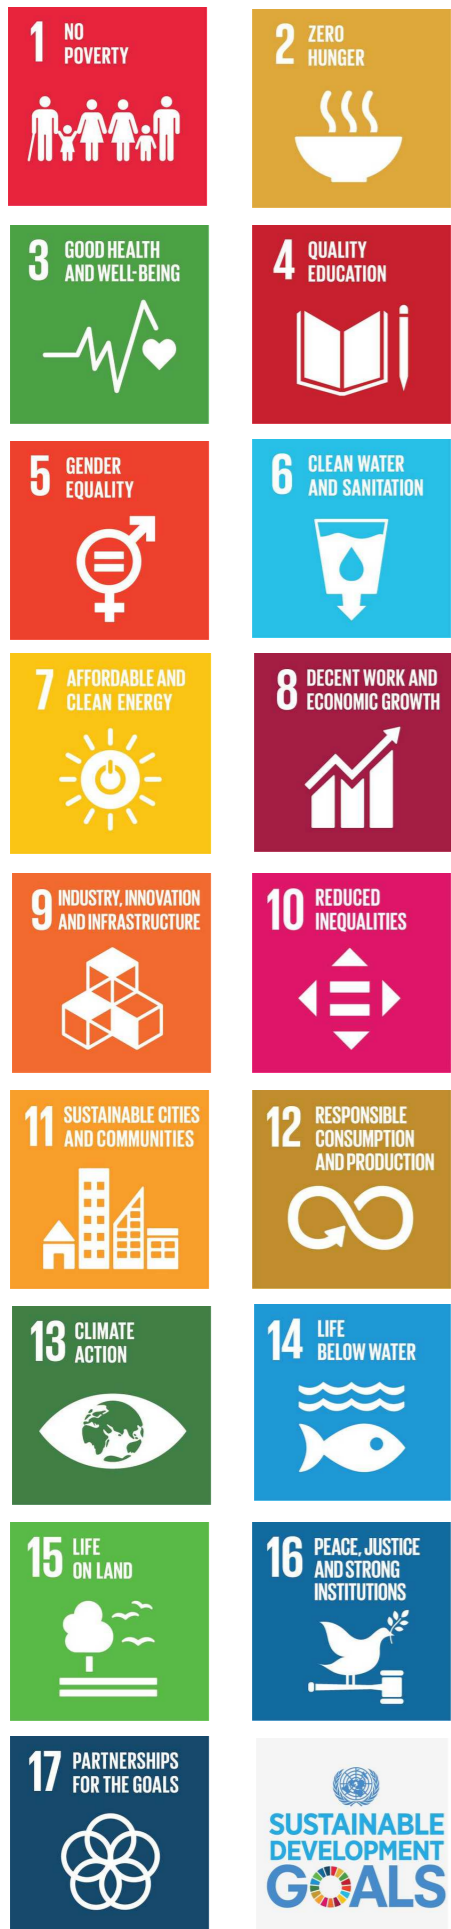 1 NO
POVERTY
2 ZERO
HUNGER
3 GOOD HEALTH
AND WELL-BEING
4 QUALITY
EDUCATION
5 GENDER
EQUALITY
6 CLEAN WATER
AND SANITATION
7 AFFORDABLE AND
CLEAN ENERGY
8 DECENT WORK AND
ECONOMIC GROWTH
9 INDUSTRY, INNOVATION
AND INFRASTRUCTURE
10 REDUCED
INEQUALITIES
11 SUSTAINABLE CITIES
AND COMMUNITIES
12 RESPONSIBLE
CONSUMPTION
AND PRODUCTION
13 CLIMATE
ACTION
14 LIFE
BELOW WATER
15 LIFE
ON LAND
16 PEACE, JUSTICE
AND STRONG
INSTITUTIONS
17 PARTNERSHIPS
FOR THE GOALS
SUSTAINABLE
DEVELOPMENT
GOALS